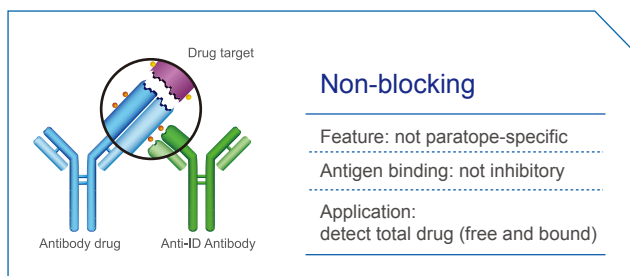 Drug target
Antibody drug
Anti-ID Antibody
Non-blocking
Feature: not paratope-specific
Antigen binding: not inhibitory
Application:
detect total drug (free and bound)